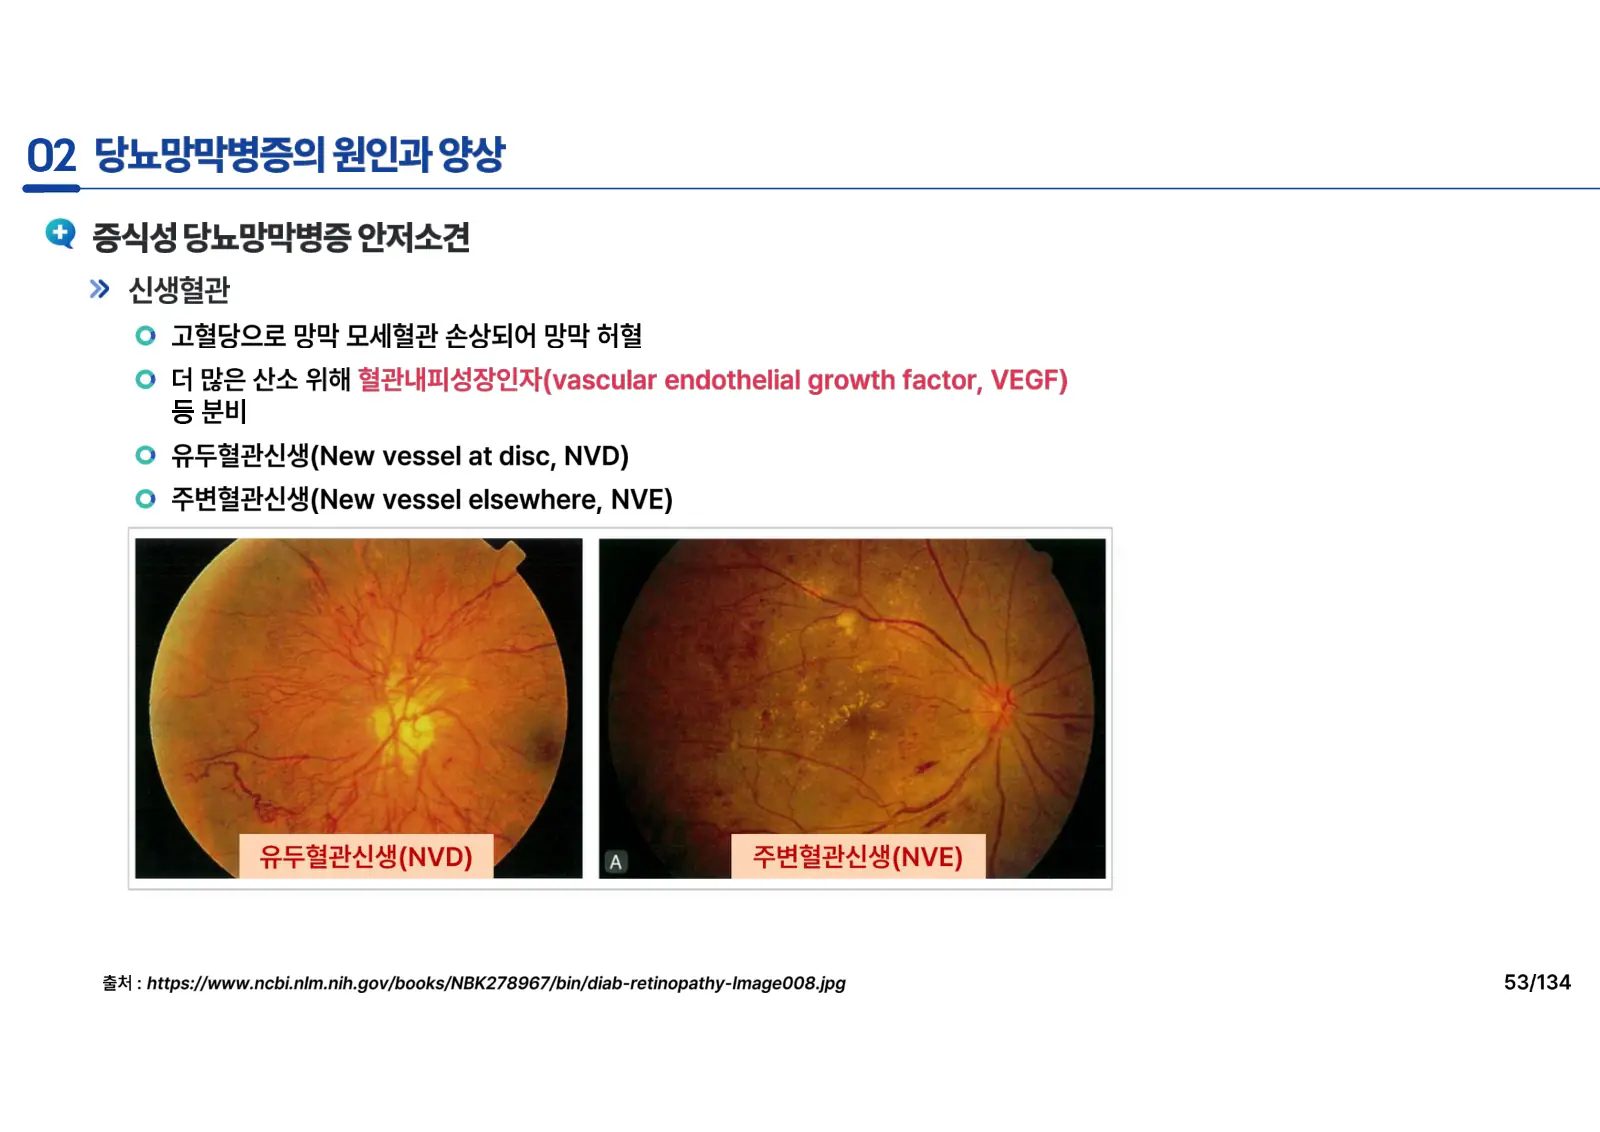 02 당뇨망막병증의 원인과 양상
증식성 당뇨망막병증 안저소견
신생혈관
고혈당으로 망막 모세혈관 손상되어 망막 허혈
더 많은 산소 위해 혈관내피성장인자(vascular endothelial growth factor, VEGF)
등 분비
유두혈관신생(New vessel at disc, NVD)
주변혈관신생(New vessel elsewhere, NVE)
유두혈관신생(NVD)
A
주변혈관신생(NVE)
출처 : https://www.ncbi.nlm.nih.gov/books/NBK278967/bin/diab-retinopathy-Image008.jpg
53/134